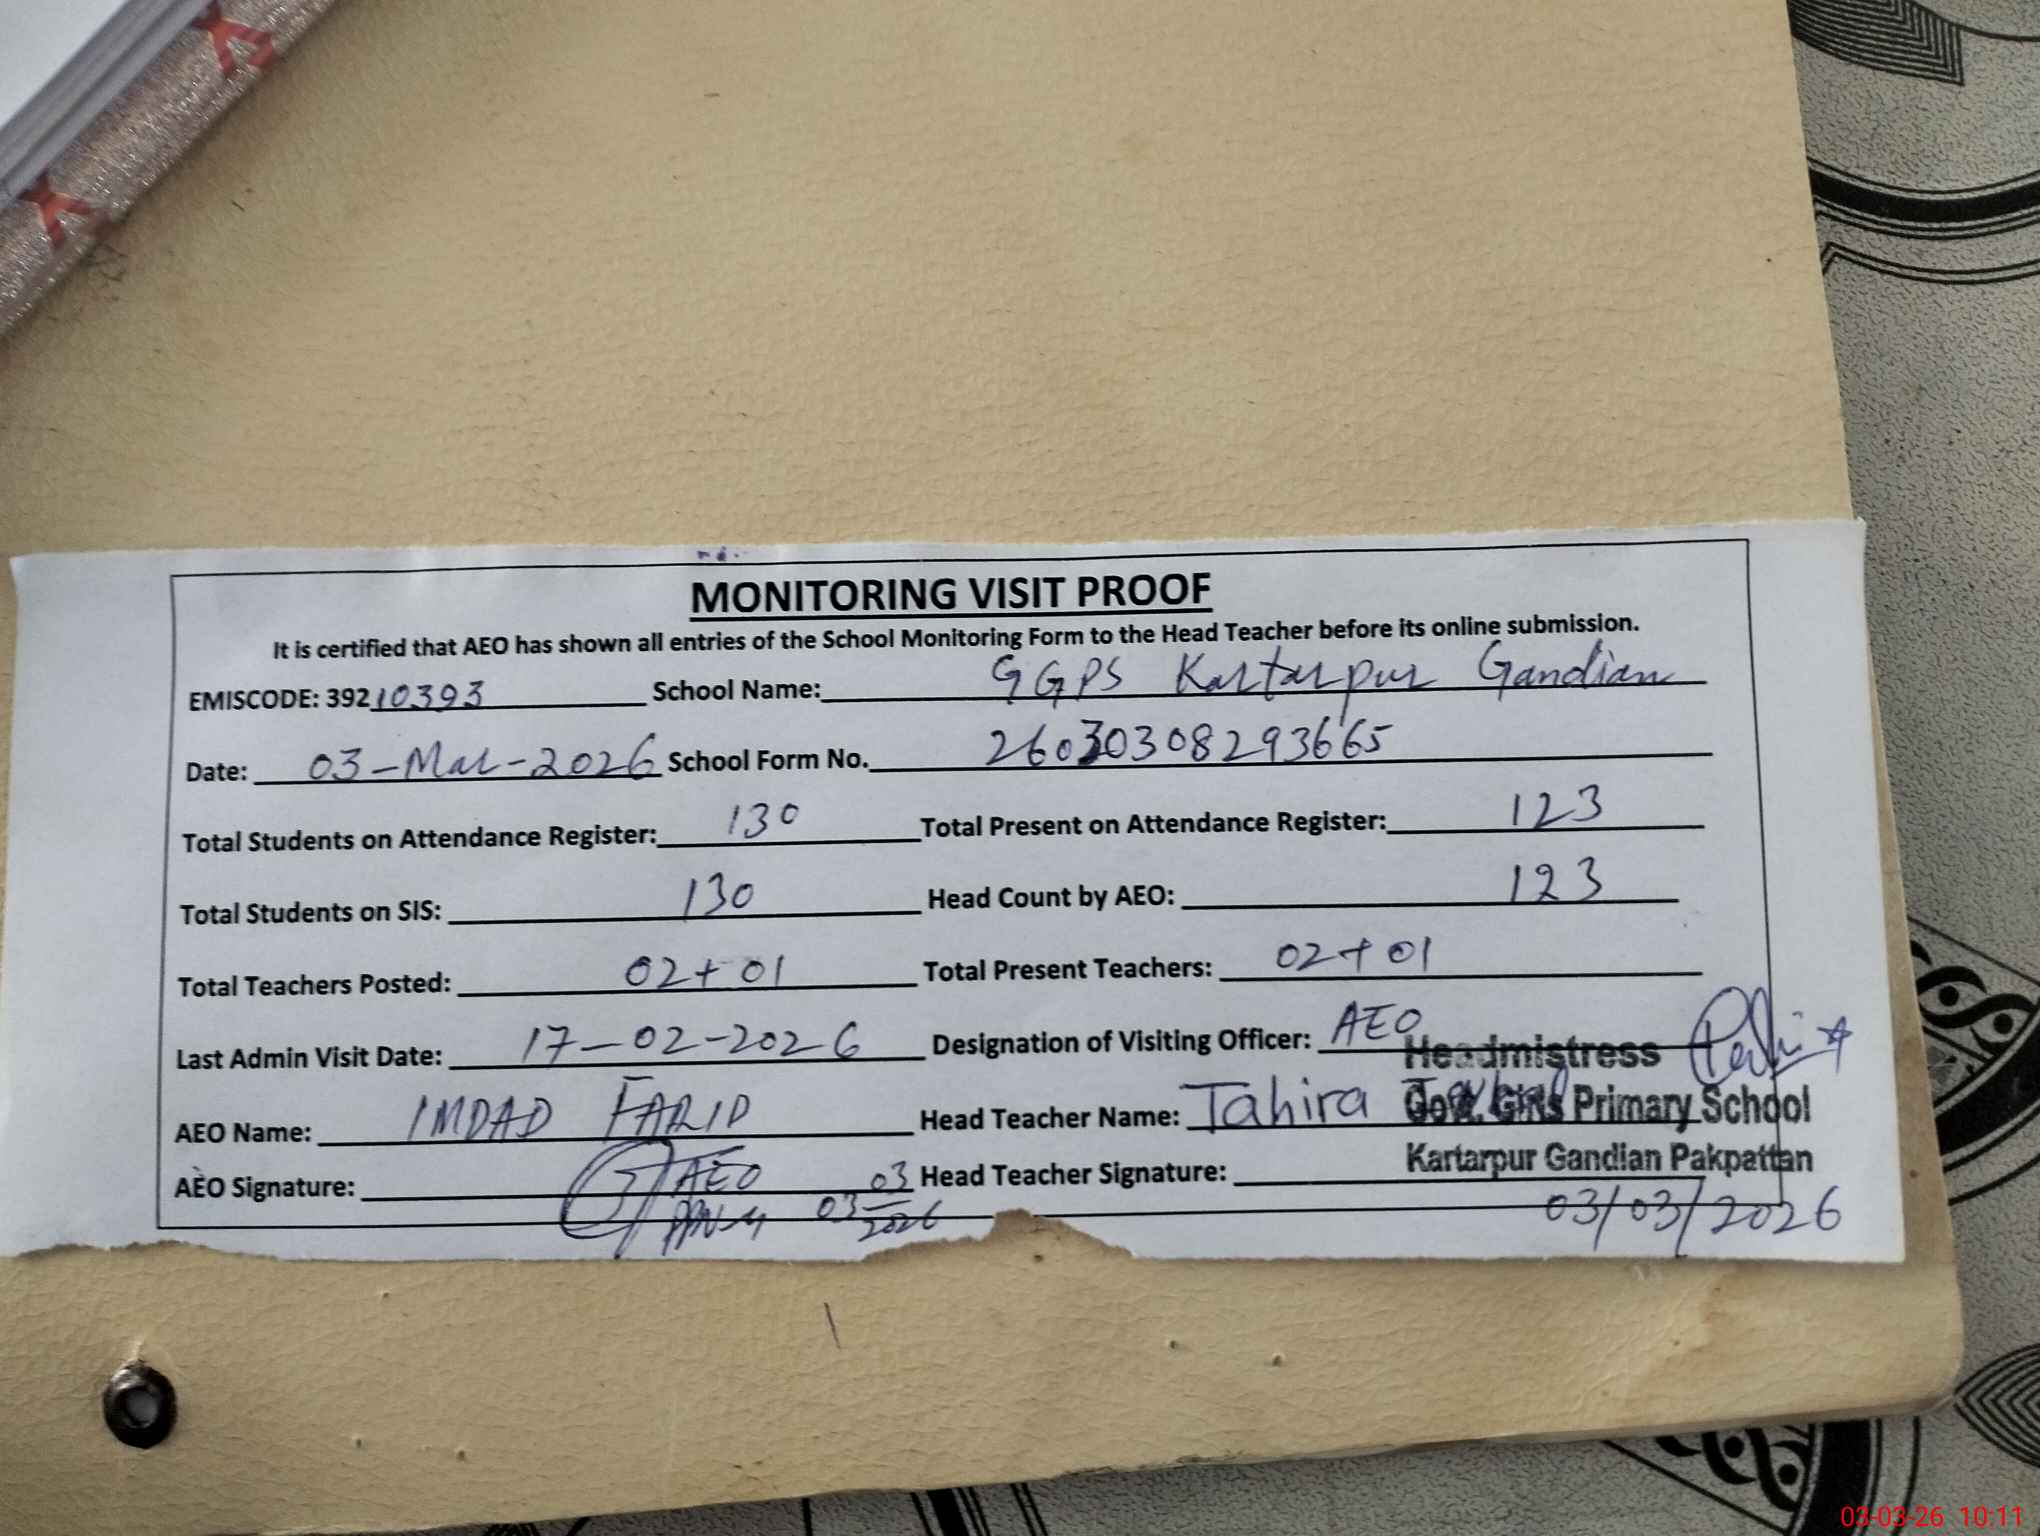 MONITORING VISIT PROOF
It is certified that AEO has shown all entries of the School Monitoring Form to the Head Teacher before its online submission.
EMISCODE: 39210393 School Name: GGPS Kartarpur Gandian
Date: 03-Mar-2026 School Form No. 26030308293665
Total Students on Attendance Register: 130 Total Present on Attendance Register: 123
Total Students on SIS: 130 Head Count by AEO: 123
Total Teachers Posted: 02+01 Total Present Teachers: 02+01
Last Admin Visit Date: 17-02-2026 Designation of Visiting Officer: AEO
Headmistress
AEO Name: IMDAD FARID Head Teacher Name: Tahira
Govt. Girls Primary School
Kartarpur Gandian Pakpattan
AEO Signature: AEO 03 Head Teacher Signature:
03 2026
03/03/2026
03-03-26 10:11